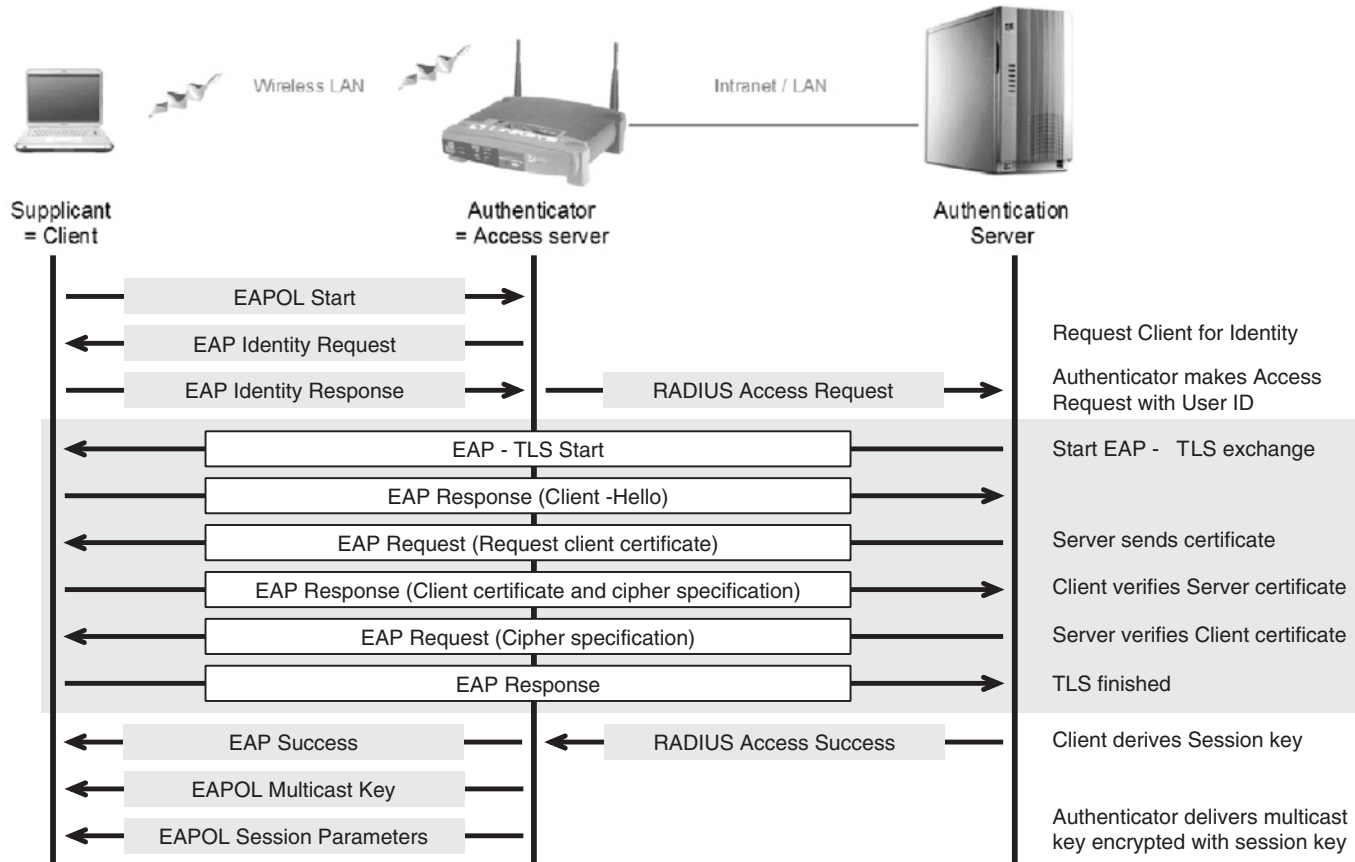 Wireless LAN
Intranet / LAN
LINKSYS
Supplicant
= Client
Authenticator
= Access server
Authentication
Server
EAPOL Start
EAP Identity Request
Request Client for Identity
EAP Identity Response
RADIUS Access Request
Authenticator makes Access
Request with User ID
EAP - TLS Start
Start EAP - TLS exchange
EAP Response (Client -Hello)
EAP Request (Request client certificate)
Server sends certificate
EAP Response (Client certificate and cipher specification)
Client verifies Server certificate
EAP Request (Cipher specification)
Server verifies Client certificate
EAP Response
TLS finished
EAP Success
RADIUS Access Success
Client derives Session key
EAPOL Multicast Key
EAPOL Session Parameters
Authenticator delivers multicast
key encrypted with session key